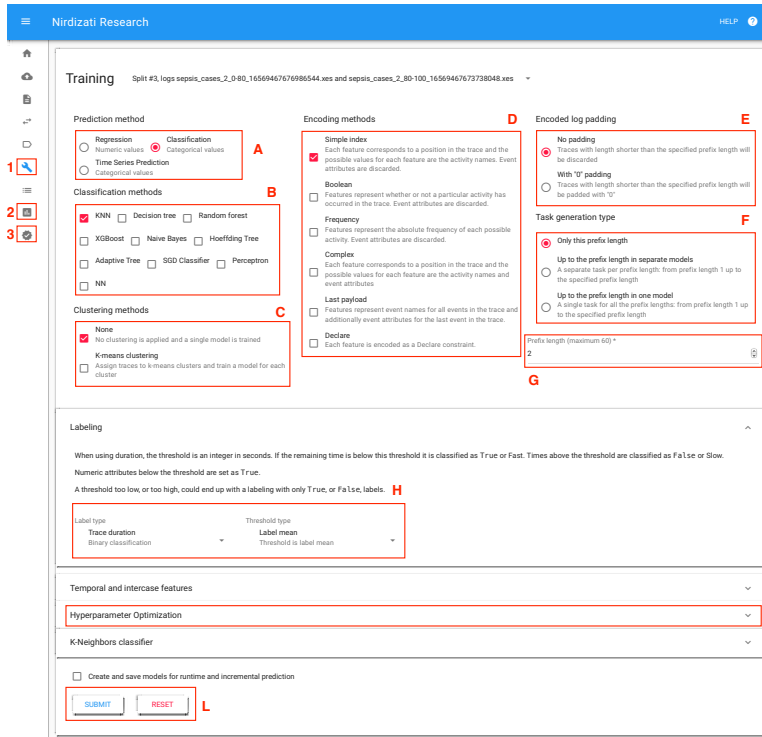 Nirdizati Research
HELP ?
Training Split #3, logs sepsis_cases_2_0-80_16569467676986544.xes and sepsis_cases_2_80-100_16569467673738048.xes
1
2
3
Prediction method
Regression
Numeric values
Classification
Categorical values
Time Series Prediction
Categorical values
A
Classification methods
B
KNN Decision tree Random forest
XGBoost Naive Bayes Hoeffding Tree
Adaptive Tree SGD Classifier Perceptron
NN
Clustering methods
C
None
No clustering is applied and a single model is trained
K-means clustering
Assign traces to k-means clusters and train a model for each
cluster
Encoding methods
D
Simple index
Each feature corresponds to a position in the trace and the
possible values for each feature are the activity names. Event
attributes are discarded.
Boolean
Features represent whether or not a particular activity has
occurred in the trace. Event attributes are discarded.
Frequency
Features represent the absolute frequency of each possible
activity. Event attributes are discarded.
Complex
Each feature corresponds to a position in the trace and the
possible values for each feature are the activity names and
event attributes
Last payload
Features represent event names for all events in the trace and
additionally event attributes for the last event in the trace.
Declare
Each feature is encoded as a Declare constraint.
Encoded log padding
E
No padding
Traces with length shorter than the specified prefix length will
be discarded
With "0" padding
Traces with length shorter than the specified prefix length will
be padded with "0".
Task generation type
F
Only this prefix length
Up to the prefix length in separate models
A separate task per prefix length: from prefix length 1 up to
the specified prefix length
Up to the prefix length in one model
A single task for all the prefix lengths: from prefix length 1 up
to the specified prefix length
Prefix length (maximum 60) *
2
G
Labeling
When using duration, the threshold is an integer in seconds. If the remaining time is below this threshold it is classified as True or Fast. Times above the threshold are classified as False or Slow.
Numeric attributes below the threshold are set as True.
A threshold too low, or too high, could end up with a labeling with only True, or False, labels.
H
Label type
Trace duration
Binary classification
Threshold type
Label mean
Threshold is label mean
Temporal and intercase features
Hyperparameter Optimization
K-Neighbors classifier
Create and save models for runtime and incremental prediction
SUBMIT RESET
L